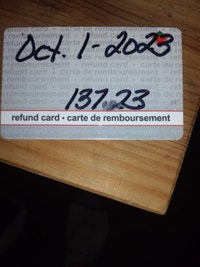 Oct. 1-2023
137.23
refund card • carte de remboursement